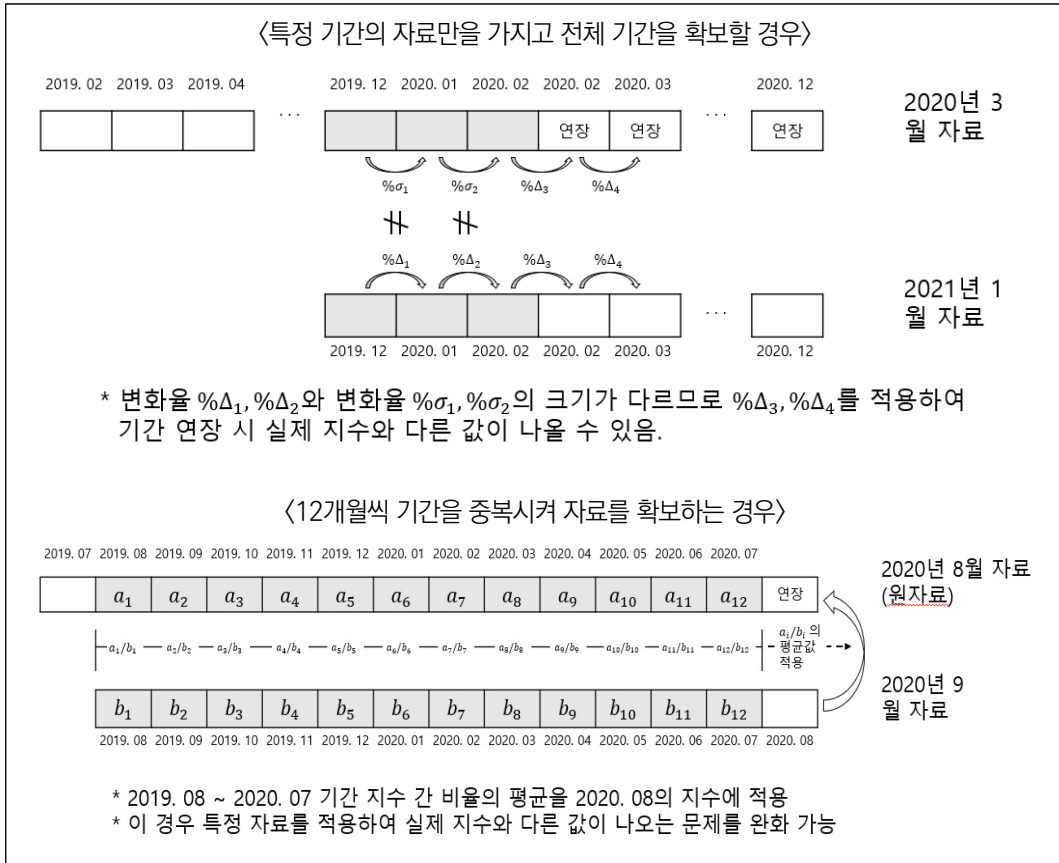 〈특정 기간의 자료만을 가지고 전체 기간을 확보할 경우〉
2019. 02 2019. 03 2019. 04 2019. 12 2020. 01 2020. 02 2020. 02 2020. 03 2020. 12
··· 연장 연장 ··· 연장
2020년 3
월 자료
%σ₁ %σ₂ %Δ₃ %Δ₄
≠ ≠
%Δ₁ %Δ₂ %Δ₃ %Δ₄
··· 2021년 1
월 자료
2019. 12 2020. 01 2020. 02 2020. 02 2020. 03 2020. 12
* 변화율 %Δ₁,%Δ₂와 변화율 %σ₁,%σ₂의 크기가 다르므로 %Δ₃,%Δ₄를 적용하여
기간 연장 시 실제 지수와 다른 값이 나올 수 있음.
〈12개월씩 기간을 중복시켜 자료를 확보하는 경우〉
2019. 07 2019. 08 2019. 09 2019. 10 2019. 11 2019. 12 2020. 01 2020. 02 2020. 03 2020. 04 2020. 05 2020. 06 2020. 07
a₁ a₂ a₃ a₄ a₅ a₆ a₇ a₈ a₉ a₁₀ a₁₁ a₁₂ 연장
2020년 8월 자료
(원자료)
a₁/b₁ a₂/b₂ a₃/b₃ a₄/b₄ a₅/b₅ a₆/b₆ a₇/b₇ a₈/b₈ a₉/b₉ a₁₀/b₁₀ a₁₁/b₁₁ a₁₂/b₁₂
aᵢ/bᵢ 의
평균값
적용
b₁ b₂ b₃ b₄ b₅ b₆ b₇ b₈ b₉ b₁₀ b₁₁ b₁₂
2020년 9
월 자료
2019. 08 2019. 09 2019. 10 2019. 11 2019. 12 2020. 01 2020. 02 2020. 03 2020. 04 2020. 05 2020. 06 2020. 07 2020. 08
* 2019. 08 ~ 2020. 07 기간 지수 간 비율의 평균을 2020. 08의 지수에 적용
* 이 경우 특정 자료를 적용하여 실제 지수와 다른 값이 나오는 문제를 완화 가능